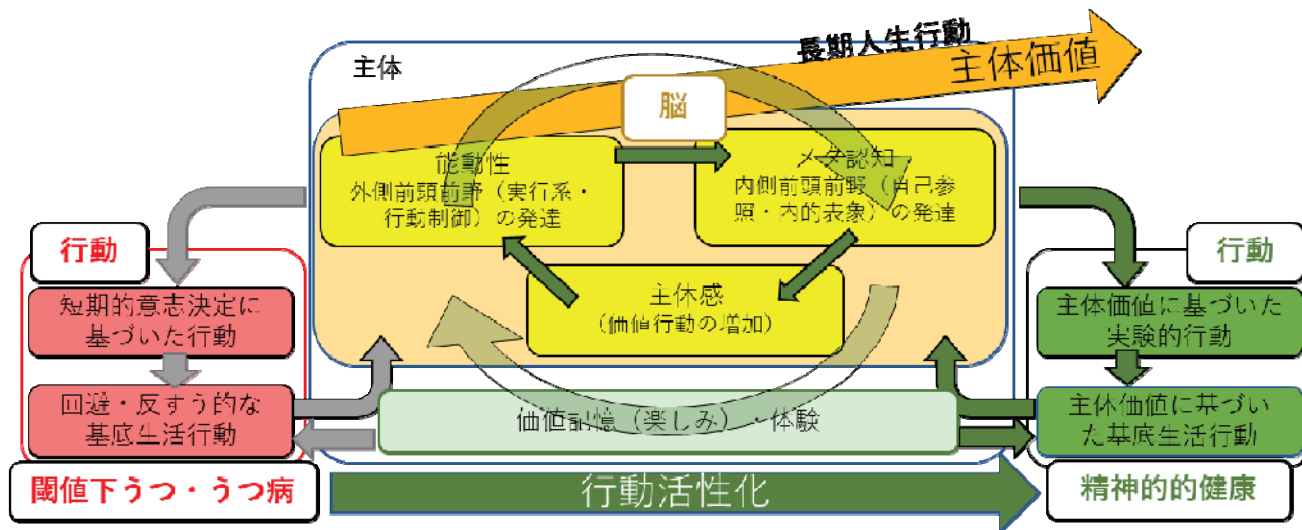 長期人生行動
主体価値
主体
脳
能動性
外側前頭前野（実行系・
行動制御）の発達
メタ認知
内側前頭前野（自己参
照・内的表象）の発達
主体感
（価値行動の増加）
行動
短期的意志決定に
基づいた行動
回避・反すう的な
基底生活行動
閾値下うつ・うつ病
価値記憶（楽しみ）・体験
行動活性化
行動
主体価値に基づいた
実験的行動
主体価値に基づい
た基底生活行動
精神的的健康